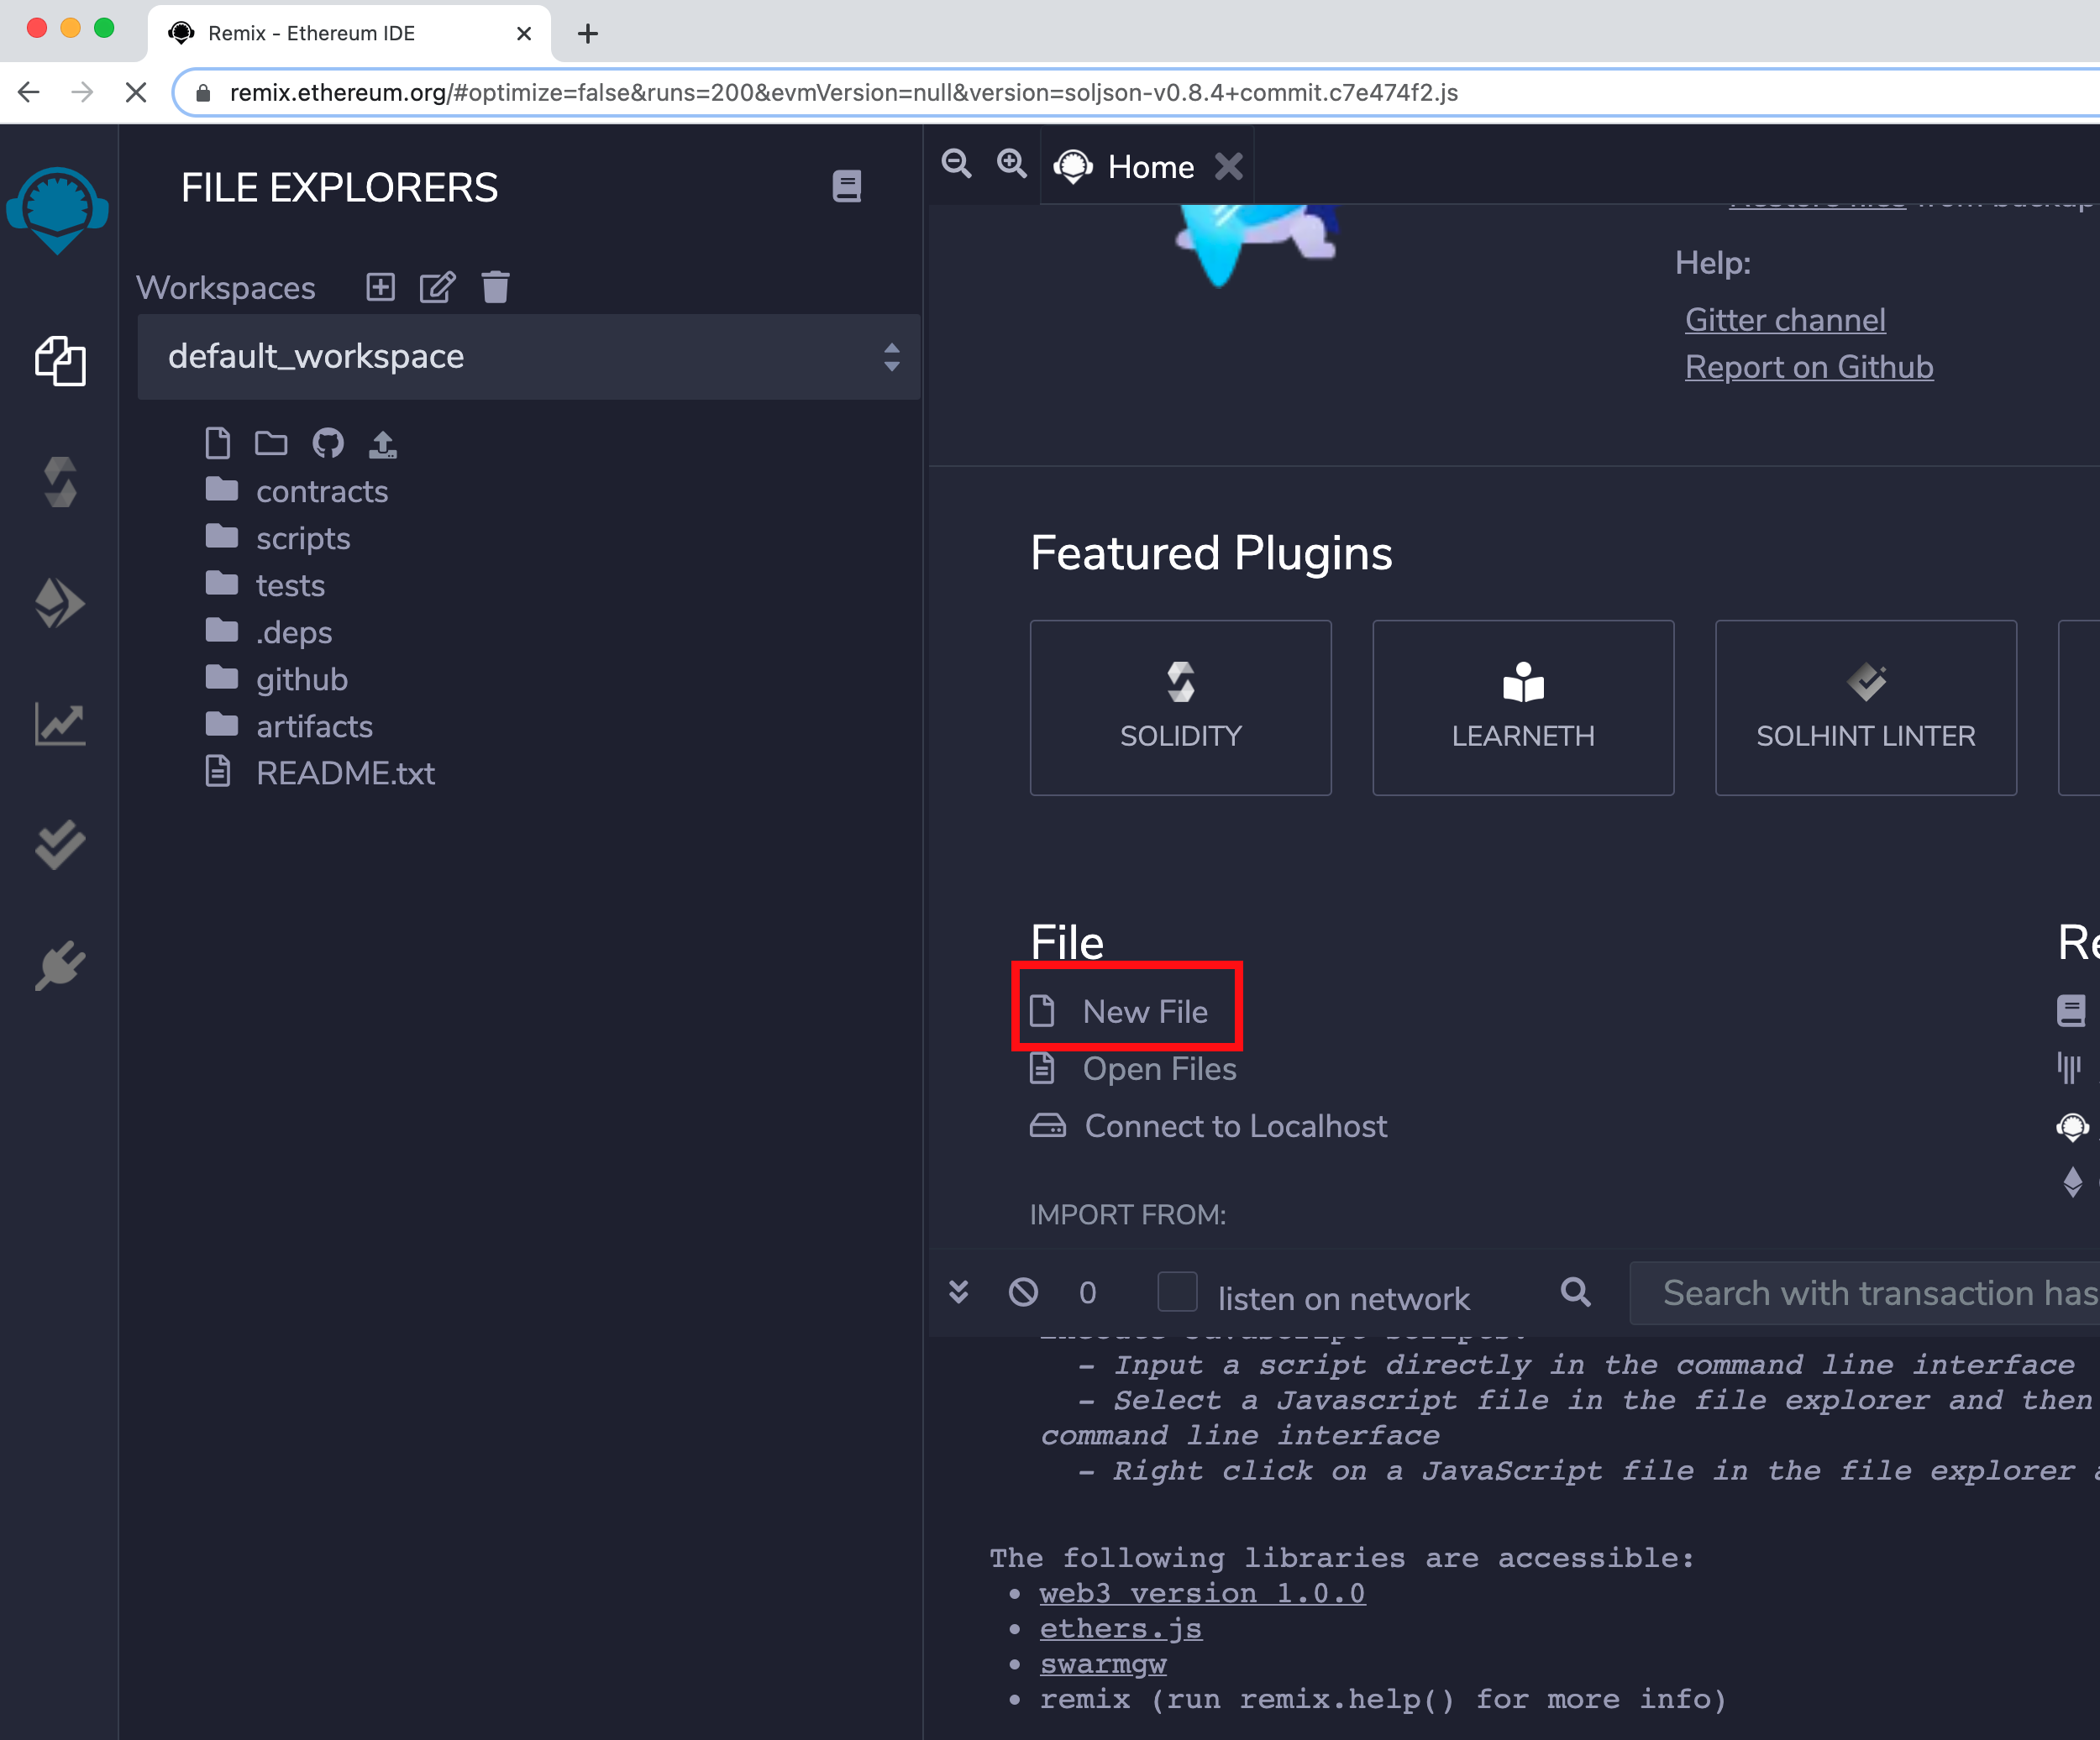 Remix - Ethereum IDE
remix.ethereum.org/#optimize=false&runs=200&evmVersion=null&version=soljson-v0.8.4+commit.c7e474f2.js
FILE EXPLORERS
Workspaces
default_workspace
contracts
scripts
tests
.deps
github
artifacts
README.txt
Home
Restore files from backup
Help:
Gitter channel
Report on Github
Featured Plugins
SOLIDITY
LEARNETH
SOLHINT LINTER
File
New File
Open Files
Connect to Localhost
IMPORT FROM:
Re
0
listen on network
Search with transaction has
- Input a script directly in the command line interface
- Select a Javascript file in the file explorer and then
command line interface
- Right click on a JavaScript file in the file explorer a
The following libraries are accessible:
• web3 version 1.0.0
• ethers.js
• swarmgw
• remix (run remix.help() for more info)